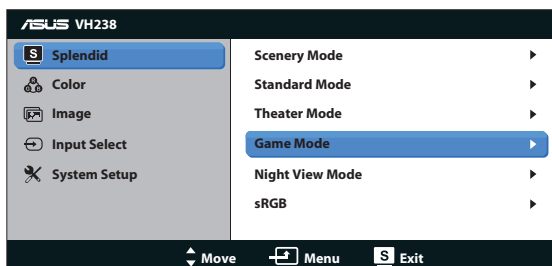 ASUS VH238
S Splendid
Color
Image
Input Select
System Setup
Scenery Mode
Standard Mode
Theater Mode
Game Mode
Night View Mode
sRGB
Move Menu S Exit